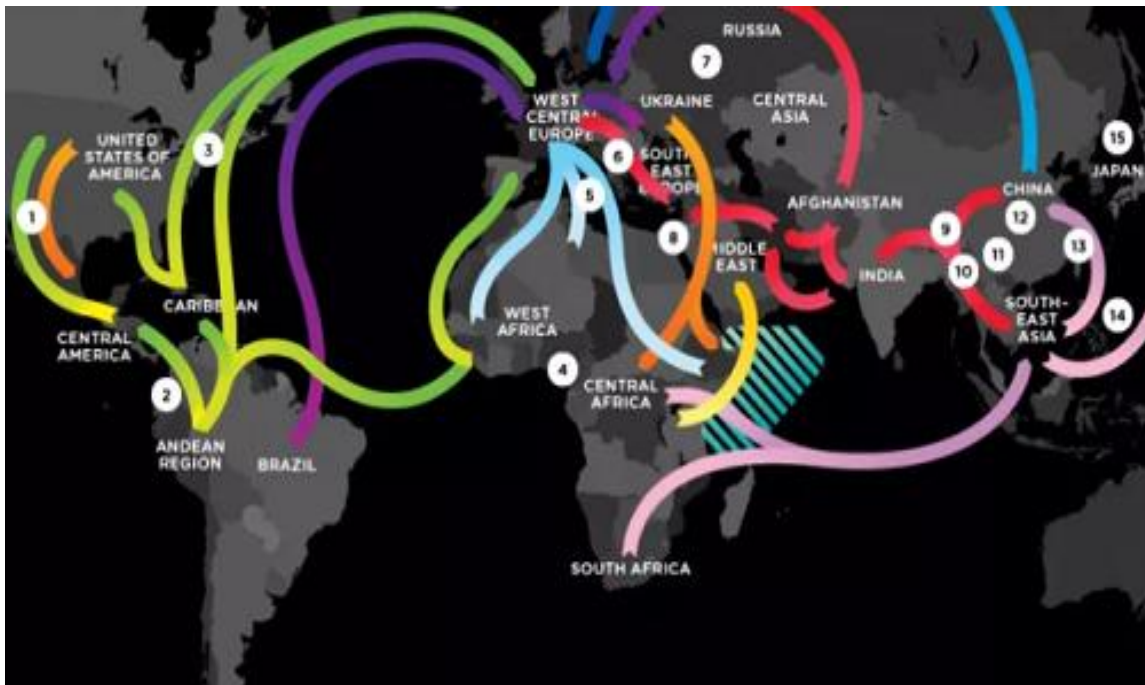 RUSSIA
7
WEST
CENTRAL
EUROPE
UKRAINE
CENTRAL
ASIA
UNITED
STATES OF
AMERICA
3
15
JAPAN
6
SOUTH
EAST
EUROPE
1
5
AFGHANISTAN
CHINA
12
8
MIDDLE
EAST
9
11
13
10
INDIA
CARIBBEAN
WEST
AFRICA
SOUTH-
EAST
ASIA
14
CENTRAL
AMERICA
2
4
CENTRAL
AFRICA
ANDEAN
REGION
BRAZIL
SOUTH AFRICA